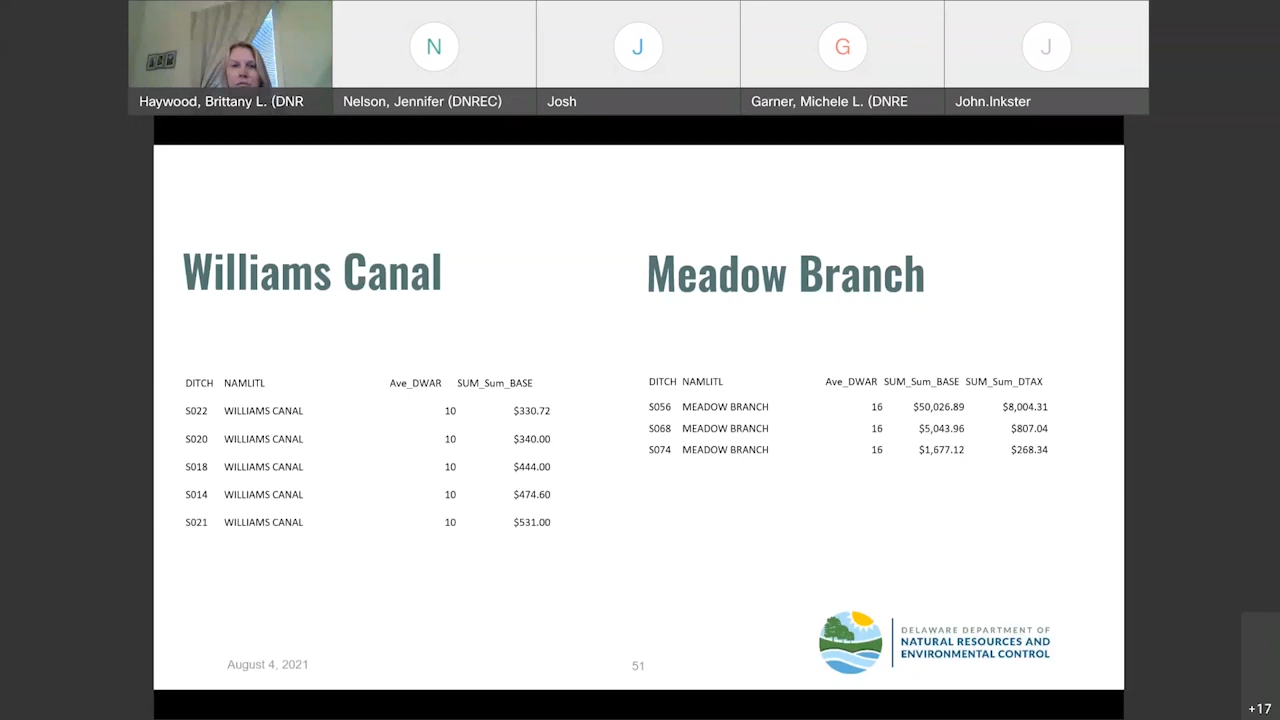 N
J
G
J
Haywood, Brittany L. (DNR
Nelson, Jennifer (DNREC)
Josh
Garner, Michele L. (DNRE
John.Inkster
Williams Canal
DITCH NAMLITL Ave_DWAR SUM_Sum_BASE
S022 WILLIAMS CANAL 10 $330.72
S020 WILLIAMS CANAL 10 $340.00
S018 WILLIAMS CANAL 10 $444.00
S014 WILLIAMS CANAL 10 $474.60
S021 WILLIAMS CANAL 10 $531.00
Meadow Branch
DITCH NAMLITL Ave_DWAR SUM_Sum_BASE SUM_Sum_DTAX
S056 MEADOW BRANCH 16 $50,026.89 $8,004.31
S068 MEADOW BRANCH 16 $5,043.96 $807.04
S074 MEADOW BRANCH 16 $1,677.12 $268.34
DELAWARE DEPARTMENT OF
NATURAL RESOURCES AND
ENVIRONMENTAL CONTROL
August 4, 2021
51
+17